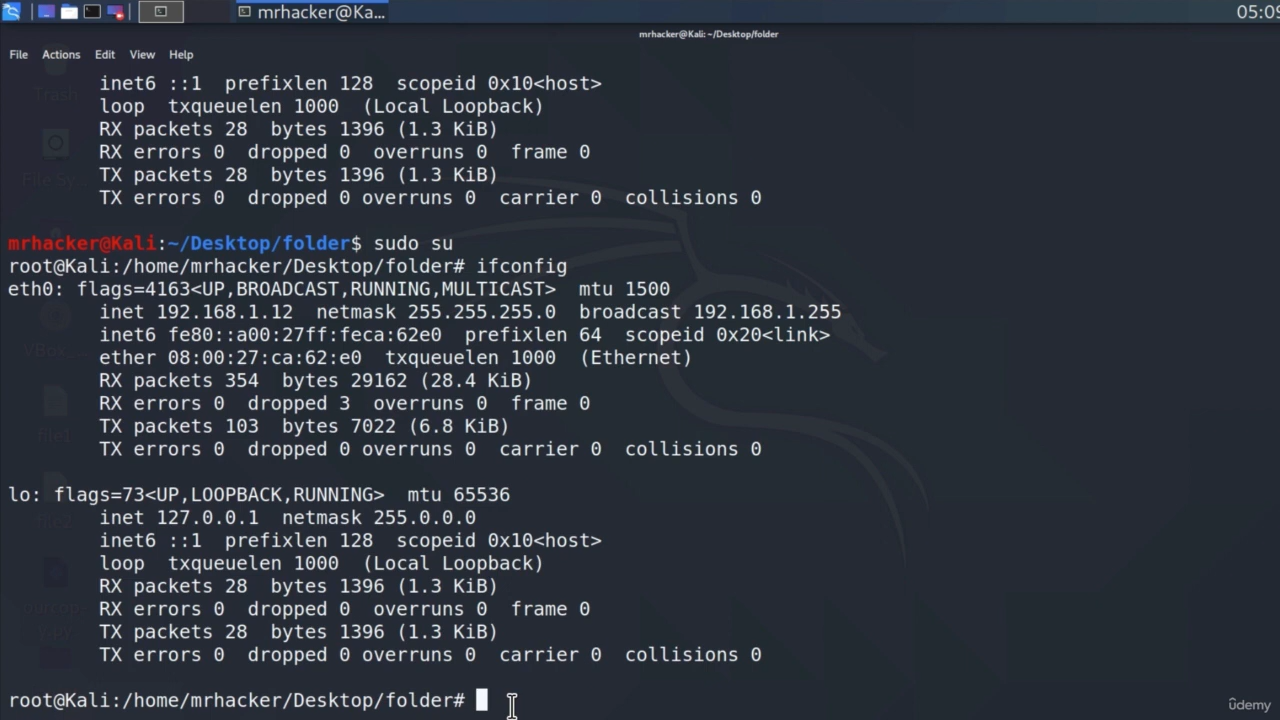 mrhacker@Ka... 05:09
mrhacker@Kali: ~/Desktop/folder
File Actions Edit View Help
inet6 ::1 prefixlen 128 scopeid 0x10<host>
loop txqueuelen 1000 (Local Loopback)
RX packets 28 bytes 1396 (1.3 KiB)
RX errors 0 dropped 0 overruns 0 frame 0
TX packets 28 bytes 1396 (1.3 KiB)
TX errors 0 dropped 0 overruns 0 carrier 0 collisions 0
mrhacker@Kali:~/Desktop/folder$ sudo su
root@Kali:/home/mrhacker/Desktop/folder# ifconfig
eth0: flags=4163<UP,BROADCAST,RUNNING,MULTICAST> mtu 1500
inet 192.168.1.12 netmask 255.255.255.0 broadcast 192.168.1.255
inet6 fe80::a00:27ff:feca:62e0 prefixlen 64 scopeid 0x20<link>
ether 08:00:27:ca:62:e0 txqueuelen 1000 (Ethernet)
RX packets 354 bytes 29162 (28.4 KiB)
RX errors 0 dropped 3 overruns 0 frame 0
TX packets 103 bytes 7022 (6.8 KiB)
TX errors 0 dropped 0 overruns 0 carrier 0 collisions 0
lo: flags=73<UP,LOOPBACK,RUNNING> mtu 65536
inet 127.0.0.1 netmask 255.0.0.0
inet6 ::1 prefixlen 128 scopeid 0x10<host>
loop txqueuelen 1000 (Local Loopback)
RX packets 28 bytes 1396 (1.3 KiB)
RX errors 0 dropped 0 overruns 0 frame 0
TX packets 28 bytes 1396 (1.3 KiB)
TX errors 0 dropped 0 overruns 0 carrier 0 collisions 0
root@Kali:/home/mrhacker/Desktop/folder#
Trash
File Sy...
file1
file2
ûdemy